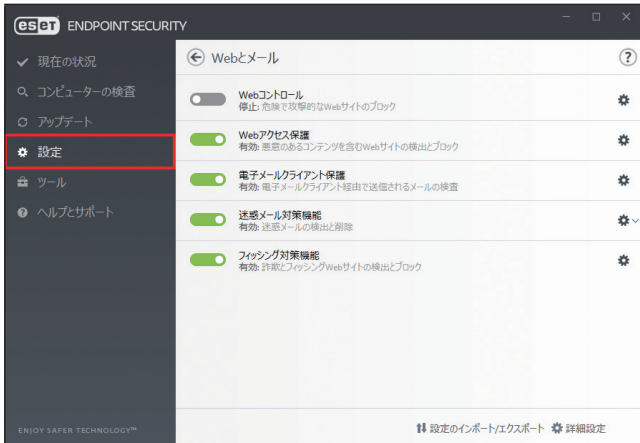 eseT ENDPOINT SECURITY
現在の状況
コンピューターの検査
アップデート
設定
ツール
ヘルプとサポート
ENJOY SAFER TECHNOLOGY™
Webとメール
?
Webコントロール
停止: 危険で攻撃的なWebサイトのブロック
Webアクセス保護
有効: 悪意のあるコンテンツを含むWebサイトの検出とブロック
電子メールクライアント保護
有効: 電子メールクライアント経由で送信されるメールの検査
迷惑メール対策機能
有効: 迷惑メールの検出と削除
フィッシング対策機能
有効: 詐欺とフィッシングWebサイトの検出とブロック
設定のインポート/エクスポート 詳細設定